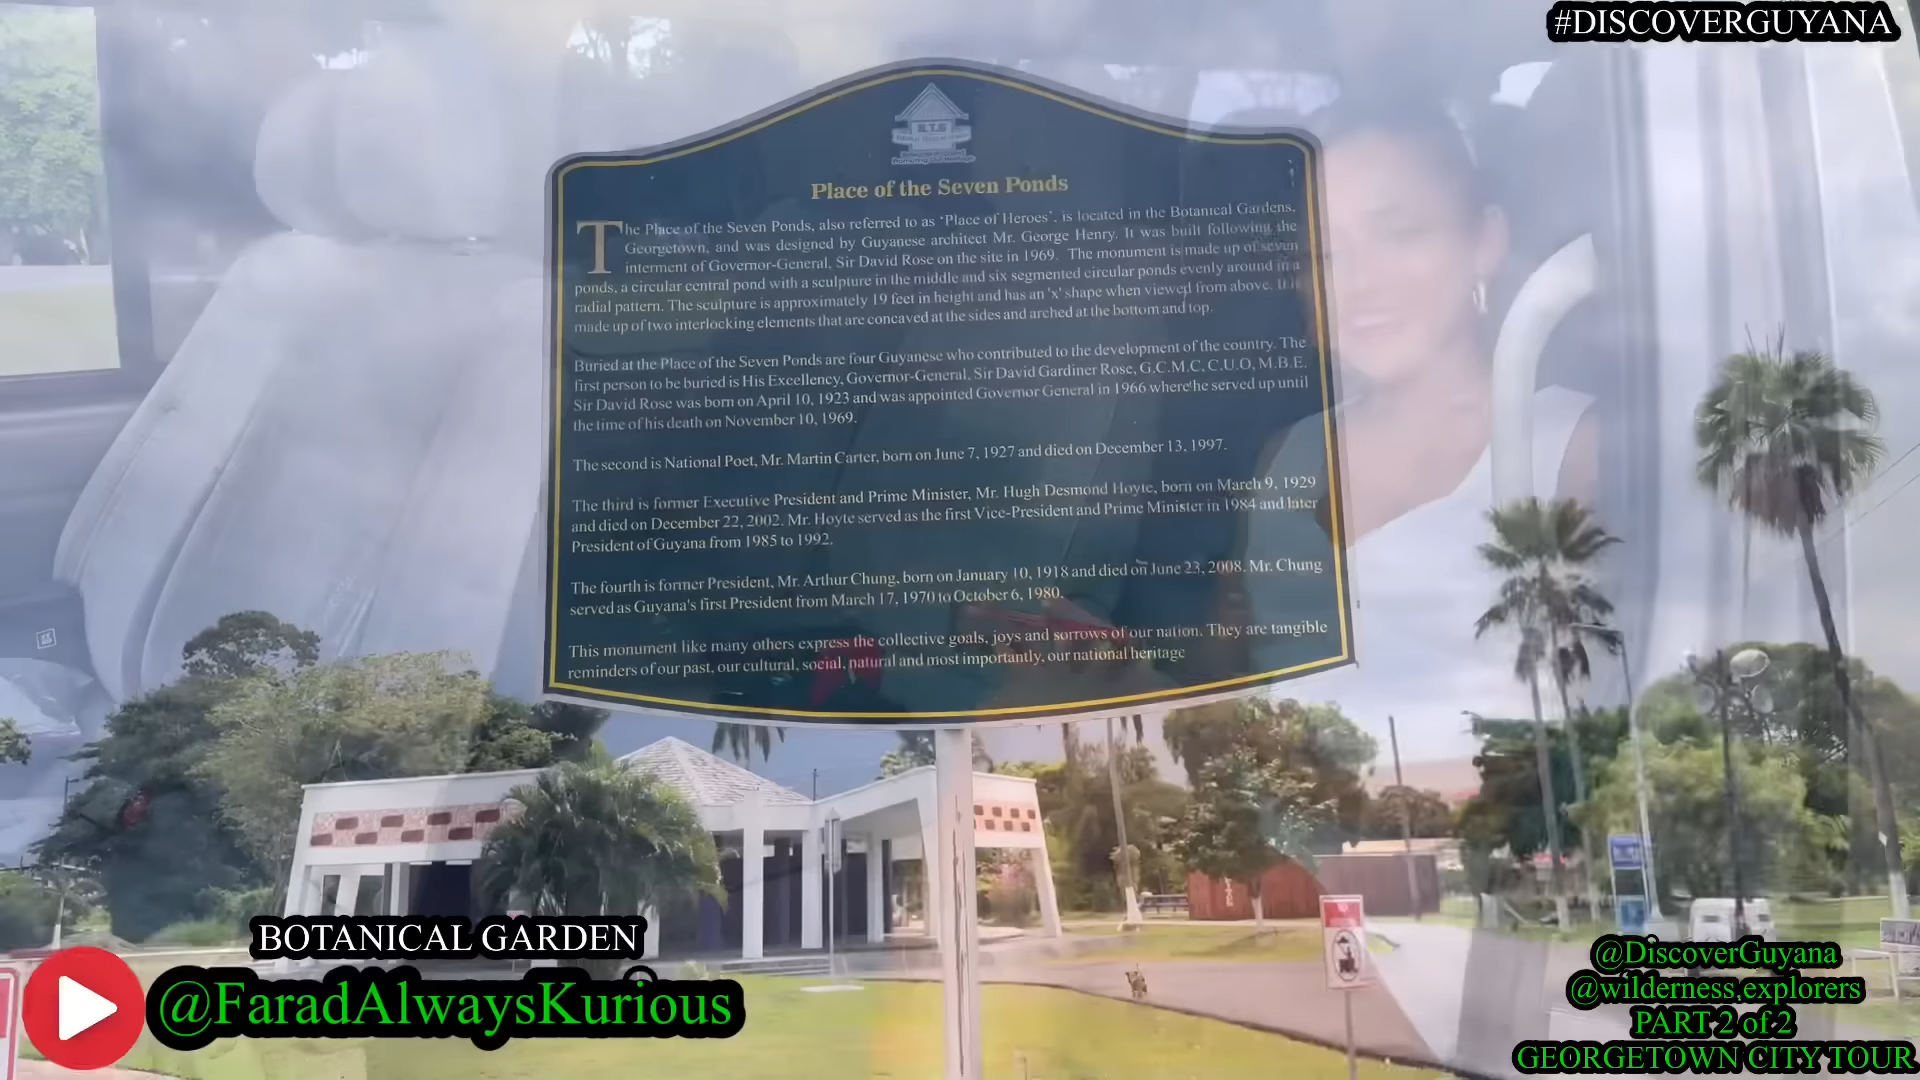 #DISCOVERGUYANA
N.T.G
Place of the Seven Ponds
The Place of the Seven Ponds, also referred to as 'Place of Heroes', is located in the Botanical Gardens,
Georgetown, and was designed by Guyanese architect Mr. George Henry. It was built following the
interment of Governor-General, Sir David Rose on the site in 1969. The monument is made up of seven
ponds, a circular central pond with a sculpture in the middle and six segmented circular ponds evenly around in a
radial pattern. The sculpture is approximately 19 feet in height and has an 'x' shape when viewed from above. It is
made up of two interlocking elements that are concaved at the sides and arched at the bottom and top.
Buried at the Place of the Seven Ponds are four Guyanese who contributed to the development of the country. The
first person to be buried is His Excellency, Governor-General, Sir David Gardiner Rose, G.C.M.C, C.U.O, M.B.E.
Sir David Rose was born on April 10, 1923 and was appointed Governor General in 1966 where he served up until
the time of his death on November 10, 1969.
The second is National Poet, Mr. Martin Carter, born on June 7, 1927 and died on December 13, 1997.
The third is former Executive President and Prime Minister, Mr. Hugh Desmond Hoyte, born on March 9, 1929
and died on December 22, 2002. Mr. Hoyte served as the first Vice-President and Prime Minister in 1984 and later
President of Guyana from 1985 to 1992.
The fourth is former President, Mr. Arthur Chung, born on January 10, 1918 and died on June 23, 2008. Mr. Chung
served as Guyana's first President from March 17, 1970 to October 6, 1980.
This monument like many others express the collective goals, joys and sorrows of our nation. They are tangible
reminders of our past, our cultural, social, natural and most importantly, our national heritage
BOTANICAL GARDEN
@FaradAlwaysKurious
@DiscoverGuyana
@wilderness.explorers
PART 2 of 2
GEORGETOWN CITY TOUR